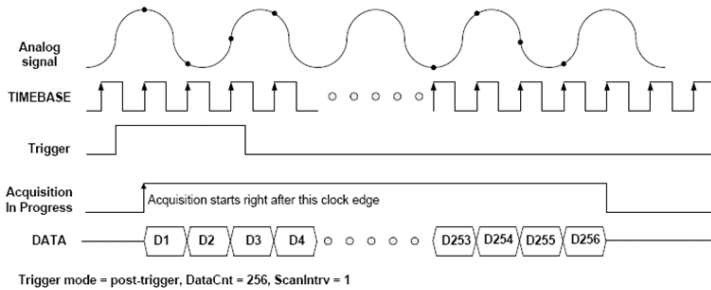 Analog
signal
TIMEBASE
Trigger
Acquisition
In Progress
Acquisition starts right after this clock edge
DATA
D1 D2 D3 D4 D253 D254 D255 D256
Trigger mode = post-trigger, DataCnt = 256, ScanIntrv = 1